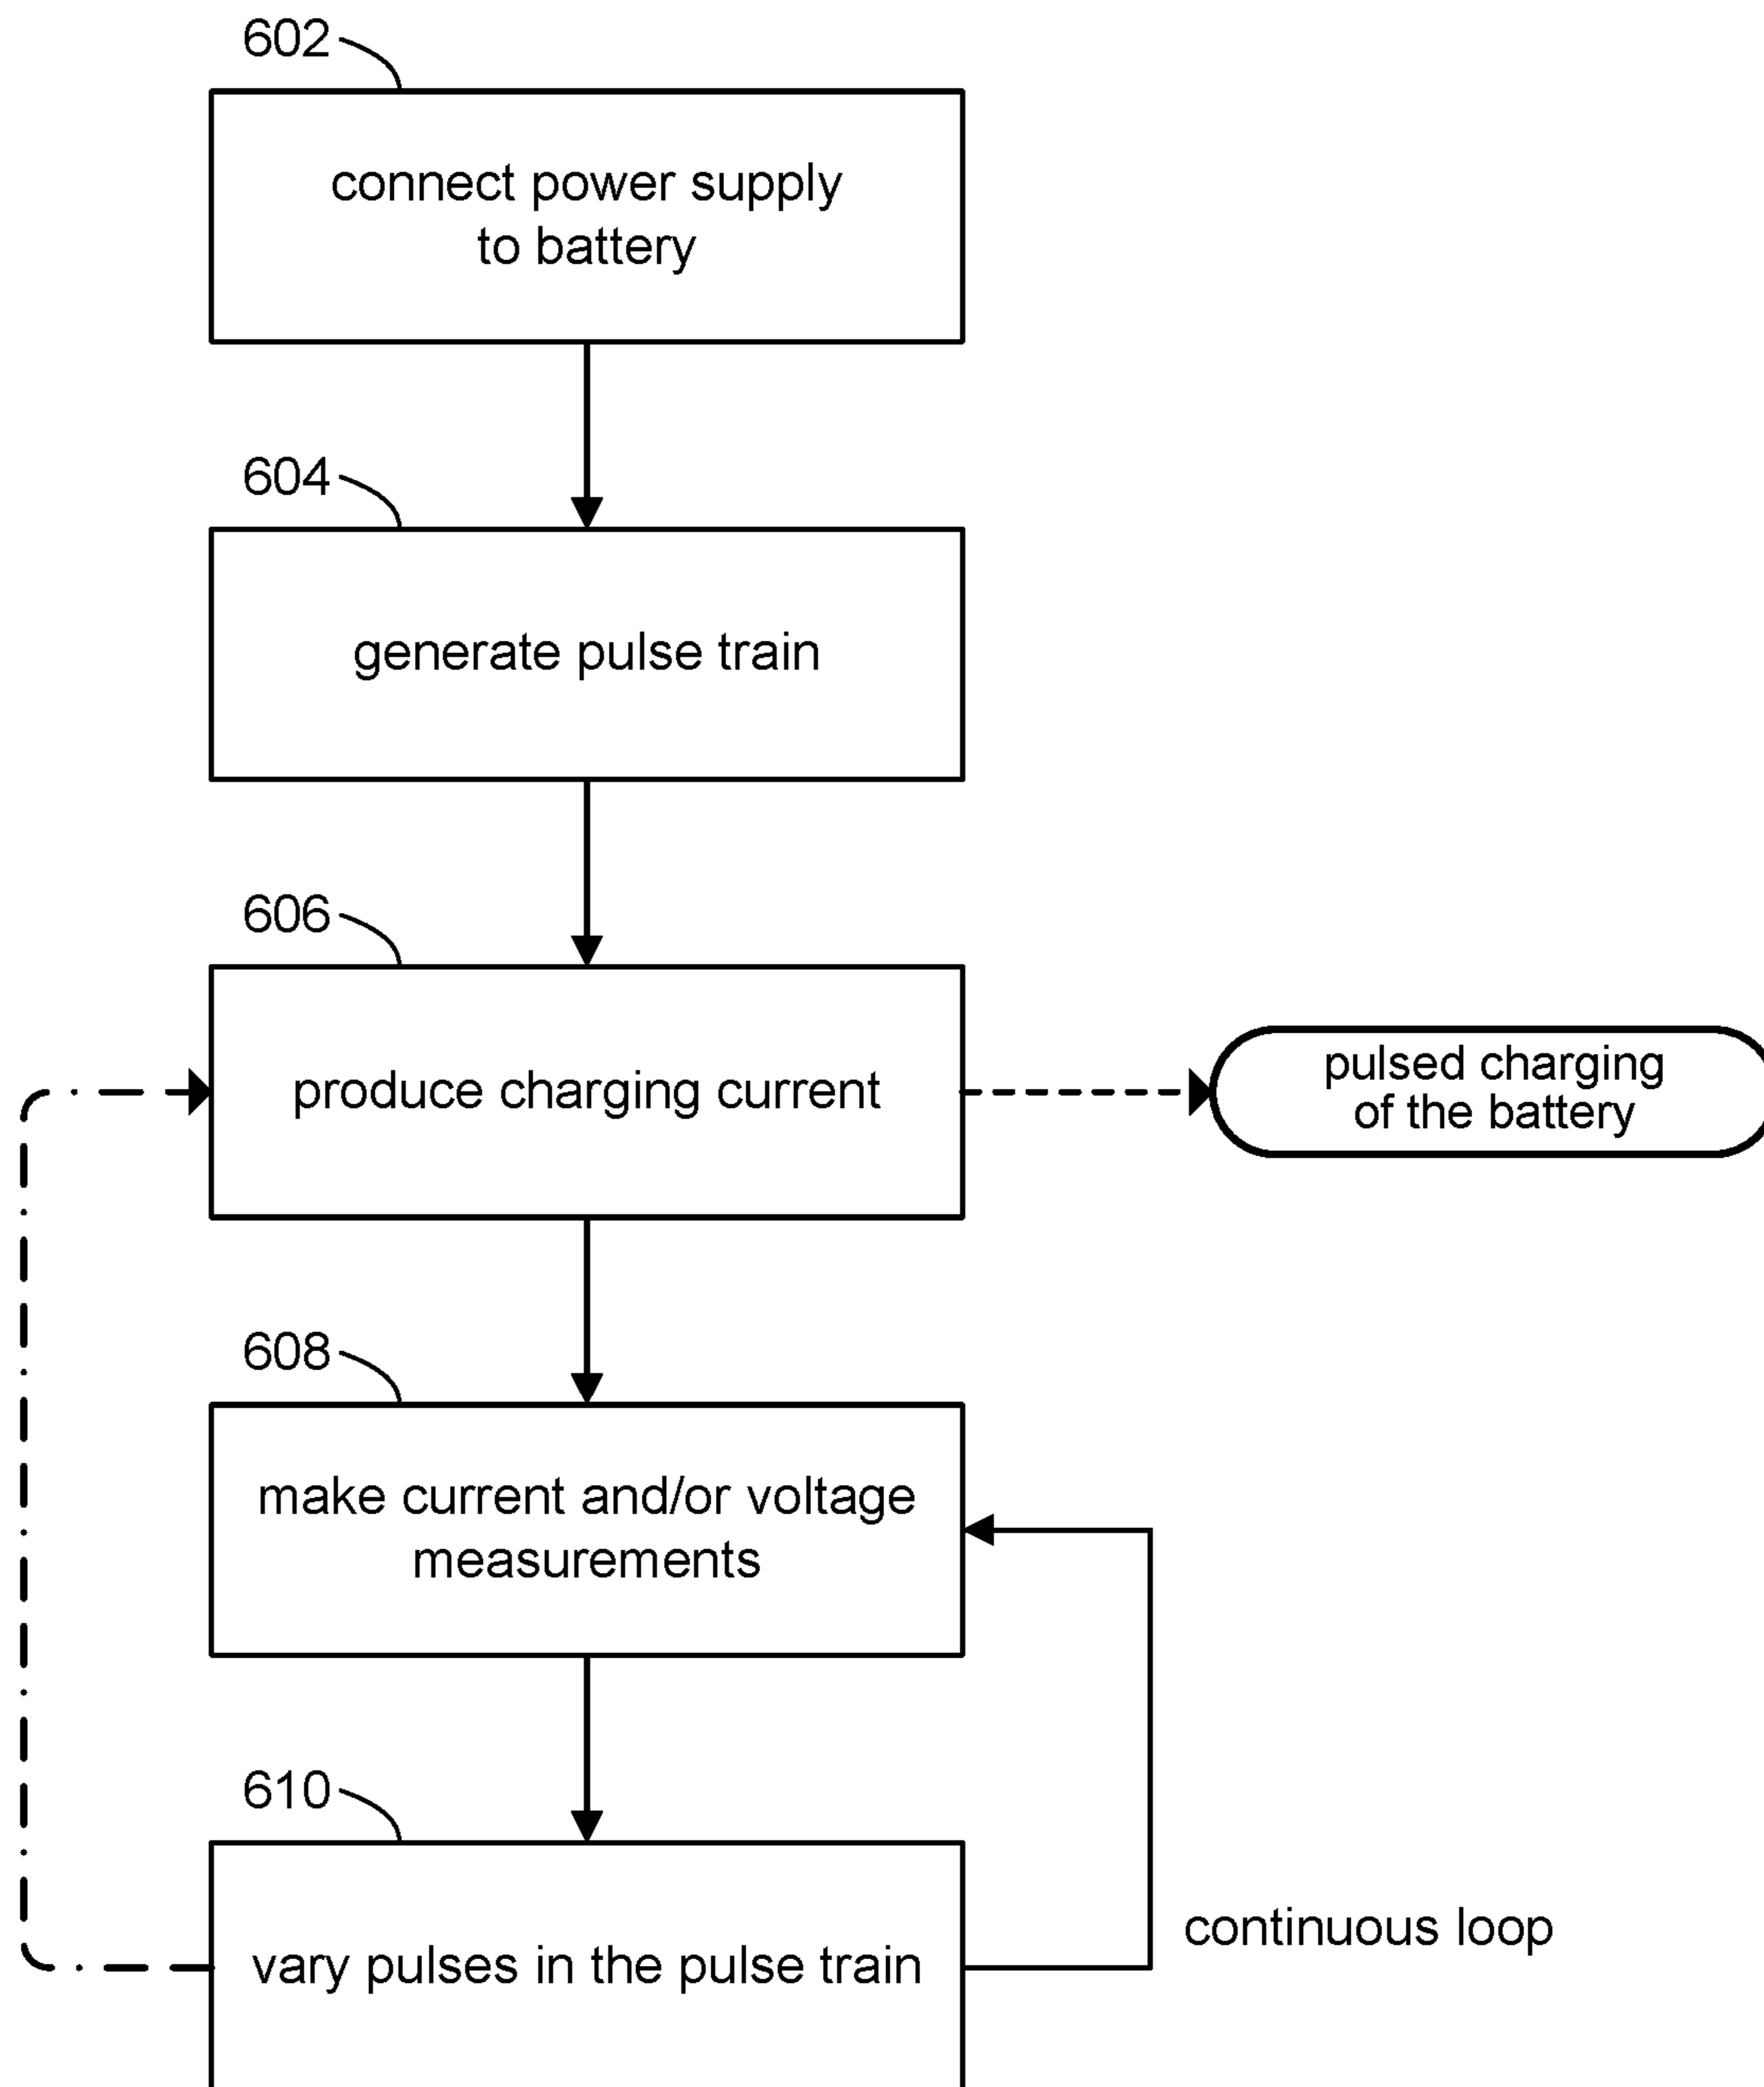 602
connect power supply
to battery
604
generate pulse train
606
produce charging current
pulsed charging
of the battery
608
make current and/or voltage
measurements
610
vary pulses in the pulse train
continuous loop